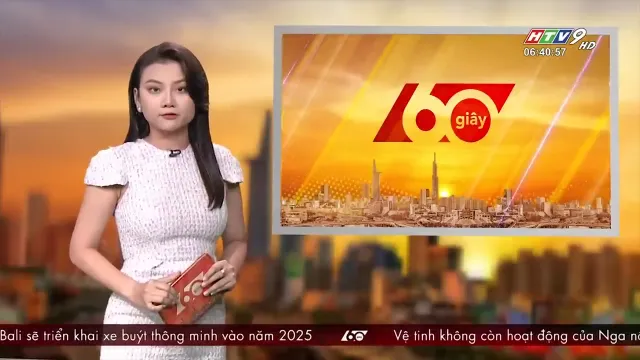 HTV9 HD
06:40:57
60 giây
Bali sẽ triển khai xe buýt thông minh vào năm 2025 60 Vệ tinh không còn hoạt động của Nga